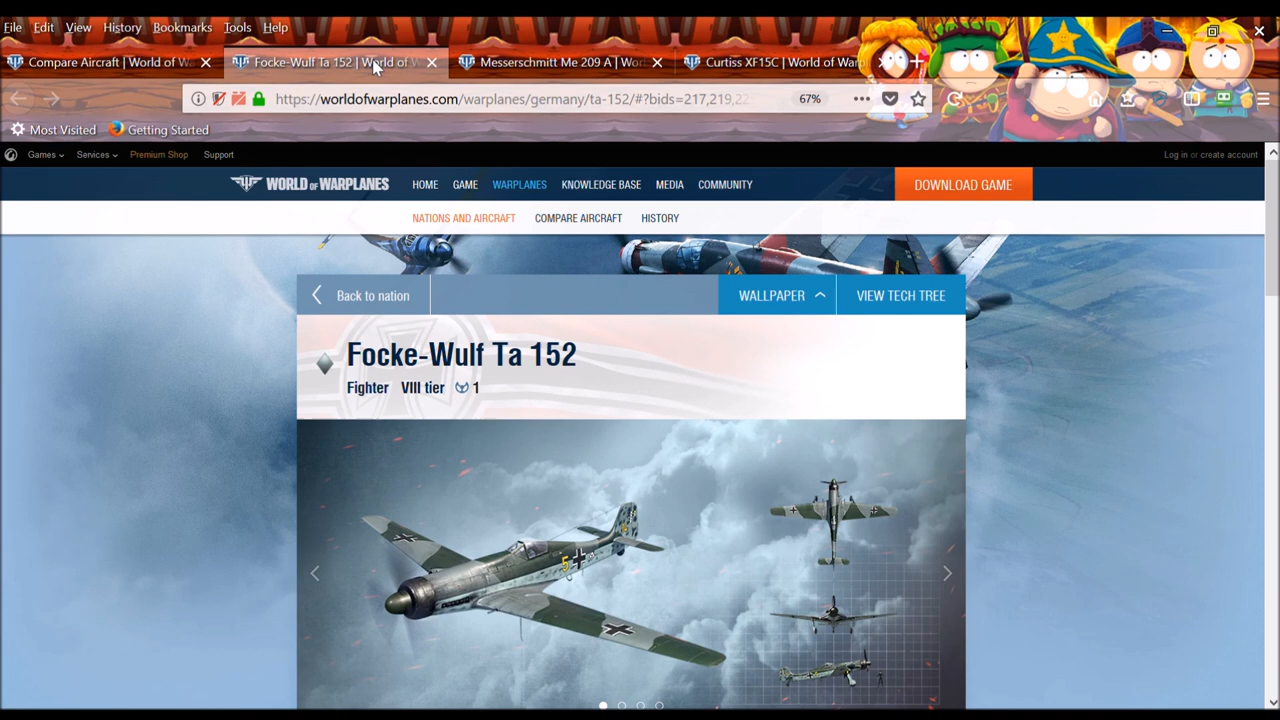 File Edit View History Bookmarks Tools Help
Compare Aircraft | World of W
Focke-Wulf Ta 152 | World of W
Messerschmitt Me 209 A | Wor
Curtiss XF15C | World of Warp
https://worldofwarplanes.com/warplanes/germany/ta-152/#?bids=217,219,22 67%
Most Visited Getting Started
Games Services Premium Shop Support Log in or create account
WORLD OF WARPLANES HOME GAME WARPLANES KNOWLEDGE BASE MEDIA COMMUNITY DOWNLOAD GAME
NATIONS AND AIRCRAFT COMPARE AIRCRAFT HISTORY
Back to nation WALLPAPER VIEW TECH TREE
Focke-Wulf Ta 152
Fighter VIII tier 1
5